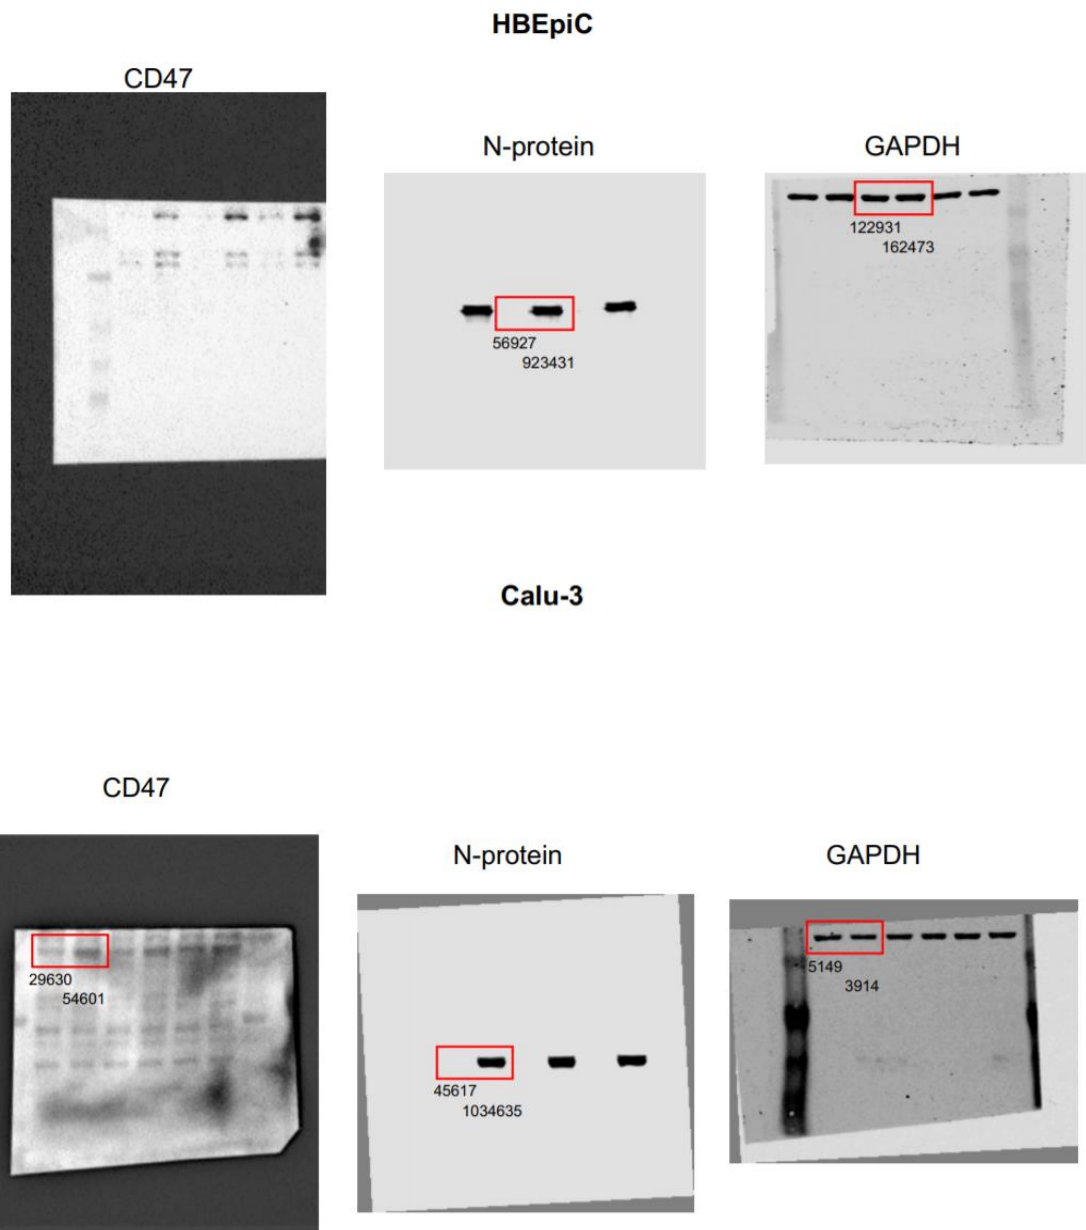 HBEpiC
CD47
N-protein
GAPDH
122931
162473
56927
923431
Calu-3
CD47
N-protein
GAPDH
29630
54601
45617
1034635
5149
3914